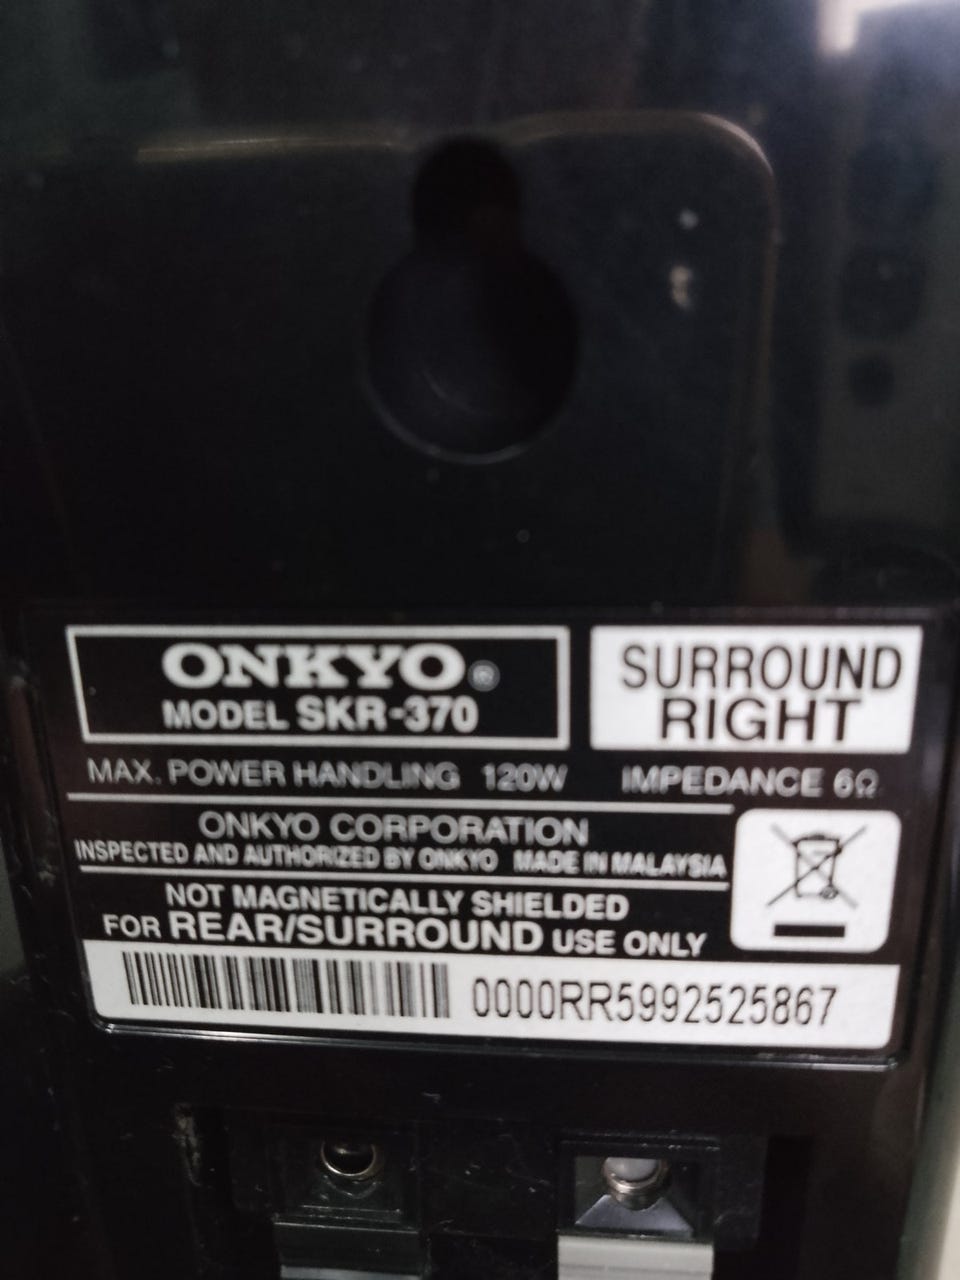 ONKYO®
MODEL SKR-370
SURROUND
RIGHT
MAX. POWER HANDLING 120W IMPEDANCE 6Ω
ONKYO CORPORATION
INSPECTED AND AUTHORIZED BY ONKYO MADE IN MALAYSIA
NOT MAGNETICALLY SHIELDED
FOR REAR/SURROUND USE ONLY
0000RR5992525867